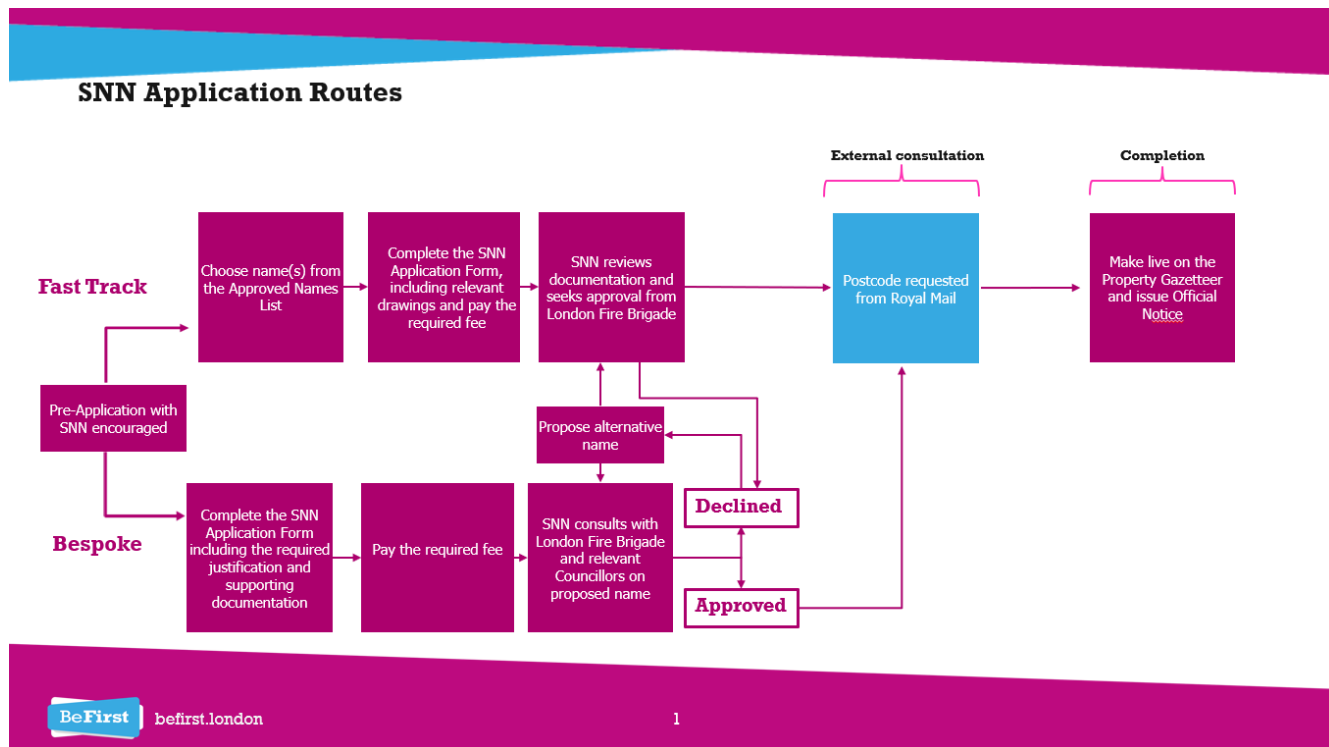 SNN Application Routes
External consultation
Completion
Fast Track
Choose name(s) from
the Approved Names
List
Complete the SNN
Application Form,
including relevant
drawings and pay the
required fee
SNN reviews
documentation and
seeks approval from
London Fire Brigade
Postcode requested
from Royal Mail
Make live on the
Property Gazetteer
and issue Official
Notice
Pre-Application with
SNN encouraged
Propose alternative
name
Bespoke
Complete the SNN
Application Form
including the required
justification and
supporting
documentation
Pay the required fee
SNN consults with
London Fire Brigade
and relevant
Councillors on
proposed name
Declined
Approved
BeFirst
befirst.london
1